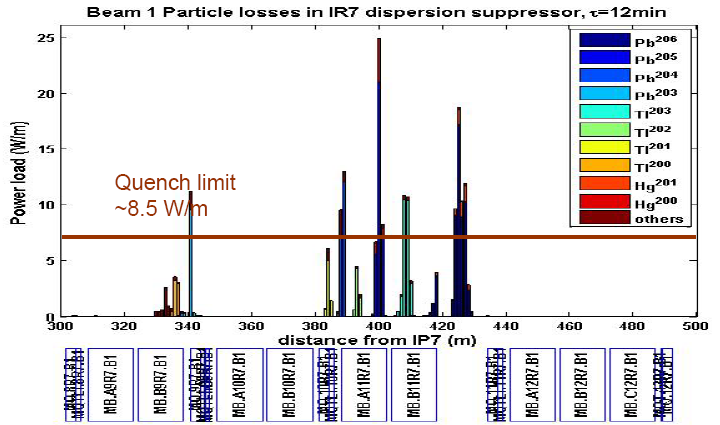 Beam 1 Particle losses in IR7 dispersion suppressor, τ=12min
Power load (W/m)
25
20
15
10
5
0
Quench limit
~8.5 W/m
Pb206
Pb205
Pb204
Pb203
Tl203
Tl202
Tl201
Tl200
Hg201
Hg200
others
300 320 340 360 380 400 420 440 460 480 500
distance from IP7 (m)
MB.A9R7.B1
MB.B9R7.B1
MB.A10R7.B1
MB.B10R7.B1
MB.A11R7.B1
MB.B11R7.B1
MB.A12R7.B1
MB.B12R7.B1
MB.C12R7.B1